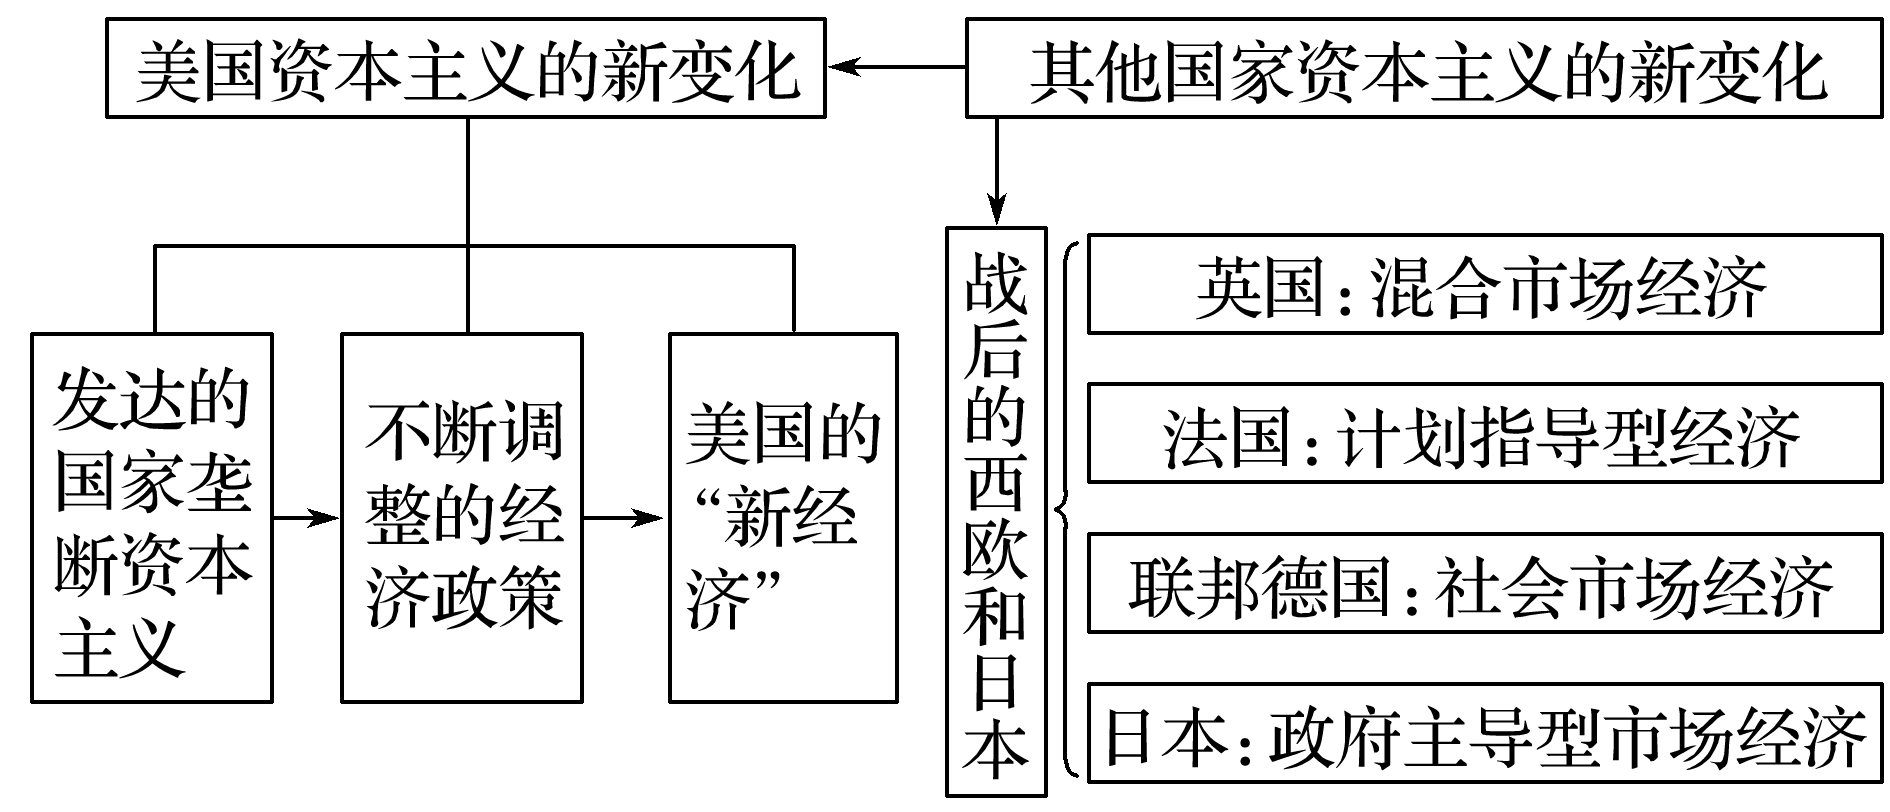 美国资本主义的新变化
其他国家资本主义的新变化
发达的
国家垄
断资本
主义
不断调
整的经
济政策
美国的
“新经
济”
战后的西欧和日本
英国：混合市场经济
法国：计划指导型经济
联邦德国：社会市场经济
日本：政府主导型市场经济